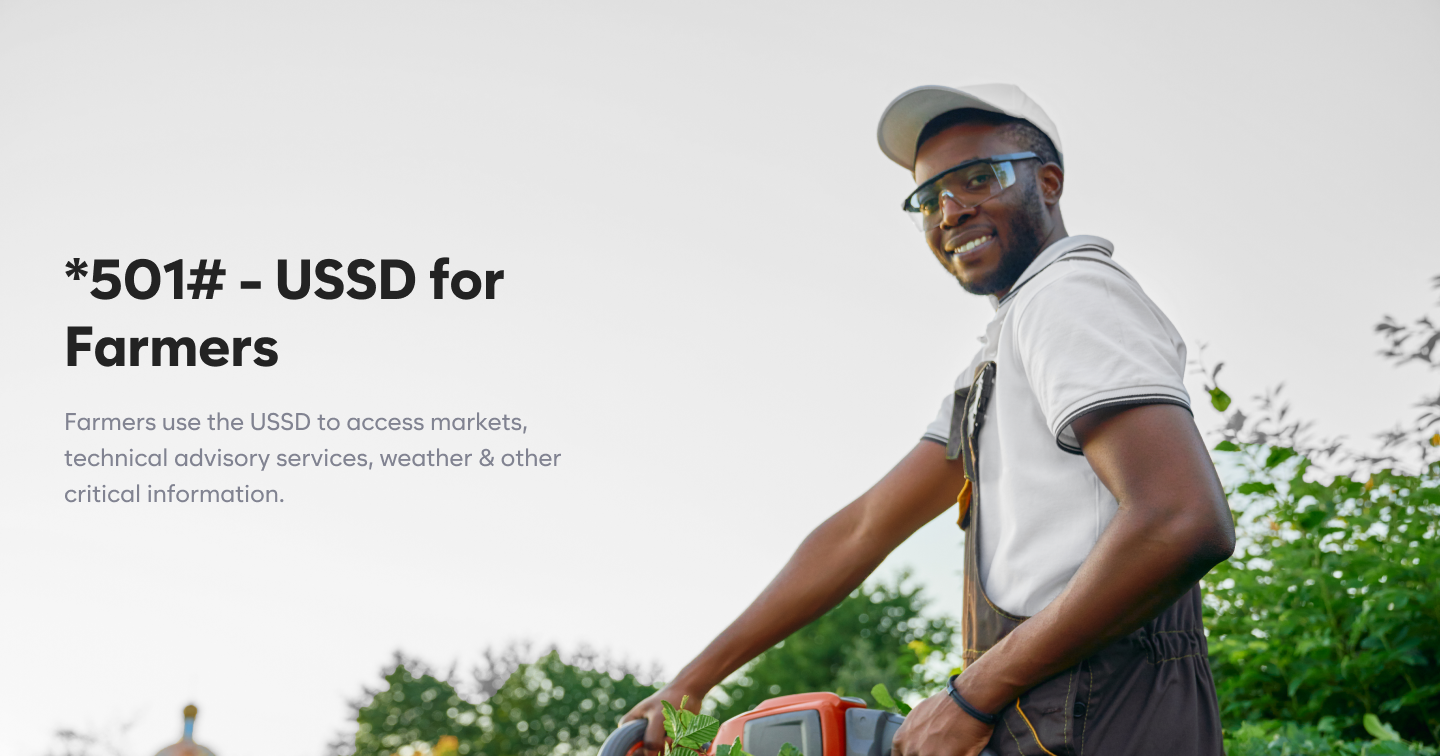 *501# - USSD for
Farmers
Farmers use the USSD to access markets,
technical advisory services, weather & other
critical information.